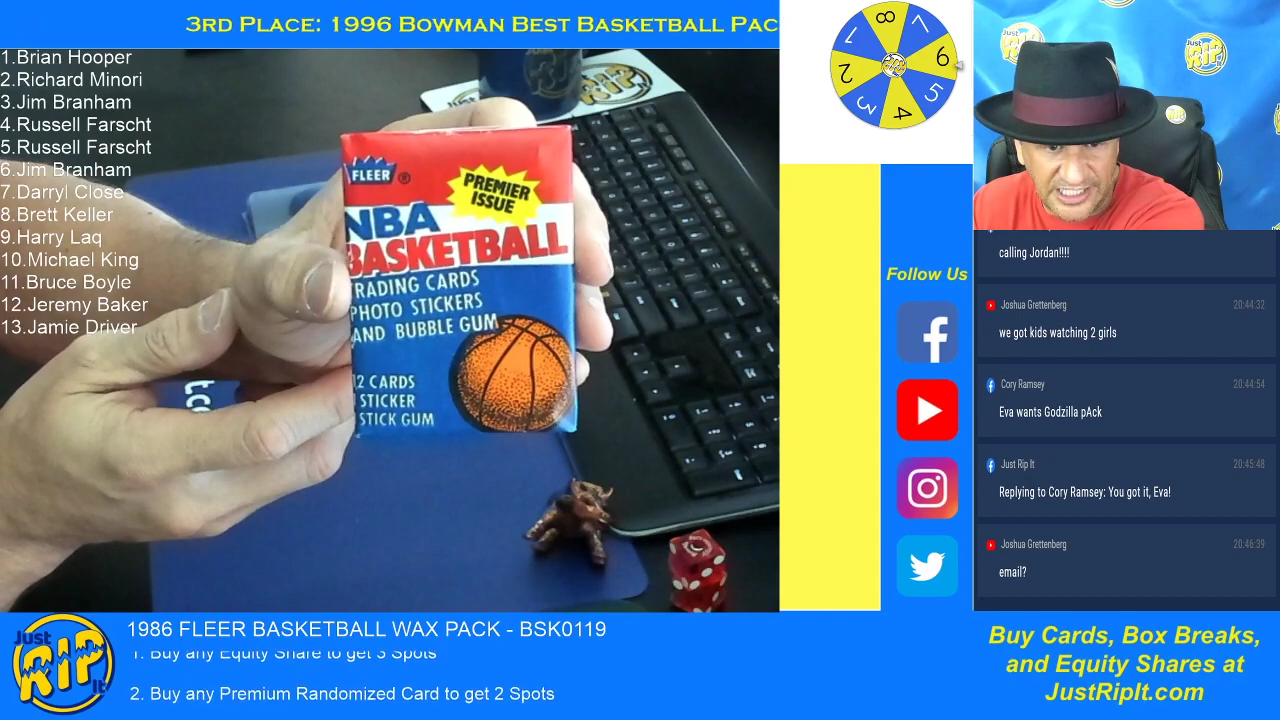 3rd Place: 1996 Bowman Best Basketball Pac
1.Brian Hooper
2.Richard Minori
3.Jim Branham
4.Russell Farscht
5.Russell Farscht
6.Jim Branham
7.Darryl Close
8.Brett Keller
9.Harry Laq
10.Michael King
11.Bruce Boyle
12.Jeremy Baker
13.Jamie Driver
FLEER ®
PREMIER
ISSUE
NBA
BASKETBALL
TRADING CARDS
PHOTO STICKERS
AND BUBBLE GUM
12 CARDS
1 STICKER
STICK GUM
8
7
6
5
4
3
2
1
Follow Us
calling Jordan!!!!
Joshua Grettenberg 20:44:32
we got kids watching 2 girls
Cory Ramsey 20:44:54
Eva wants Godzilla pAck
Just Rip It 20:45:48
Replying to Cory Ramsey: You got it, Eva!
Joshua Grettenberg 20:46:39
email?
Just
RIP
It
1986 FLEER BASKETBALL WAX PACK - BSK0119
1. Buy any Equity Share to get 3 Spots
2. Buy any Premium Randomized Card to get 2 Spots
Buy Cards, Box Breaks,
and Equity Shares at
JustRipIt.com